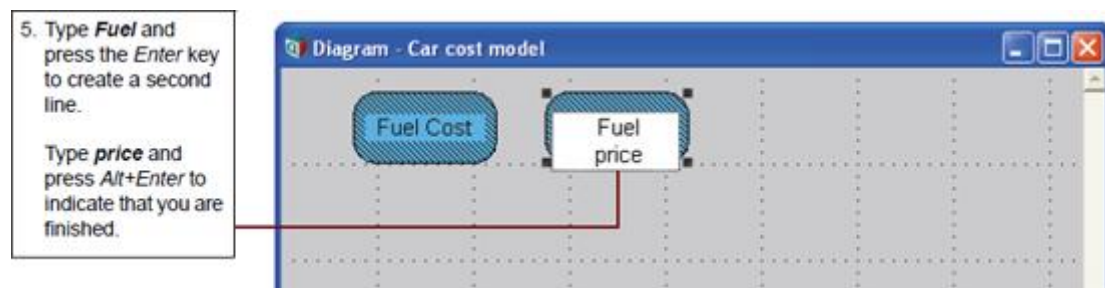 5. Type Fuel and
press the Enter key
to create a second
line.
Type price and
press Alt+Enter to
indicate that you are
finished.
Diagram - Car cost model
Fuel Cost
Fuel
price